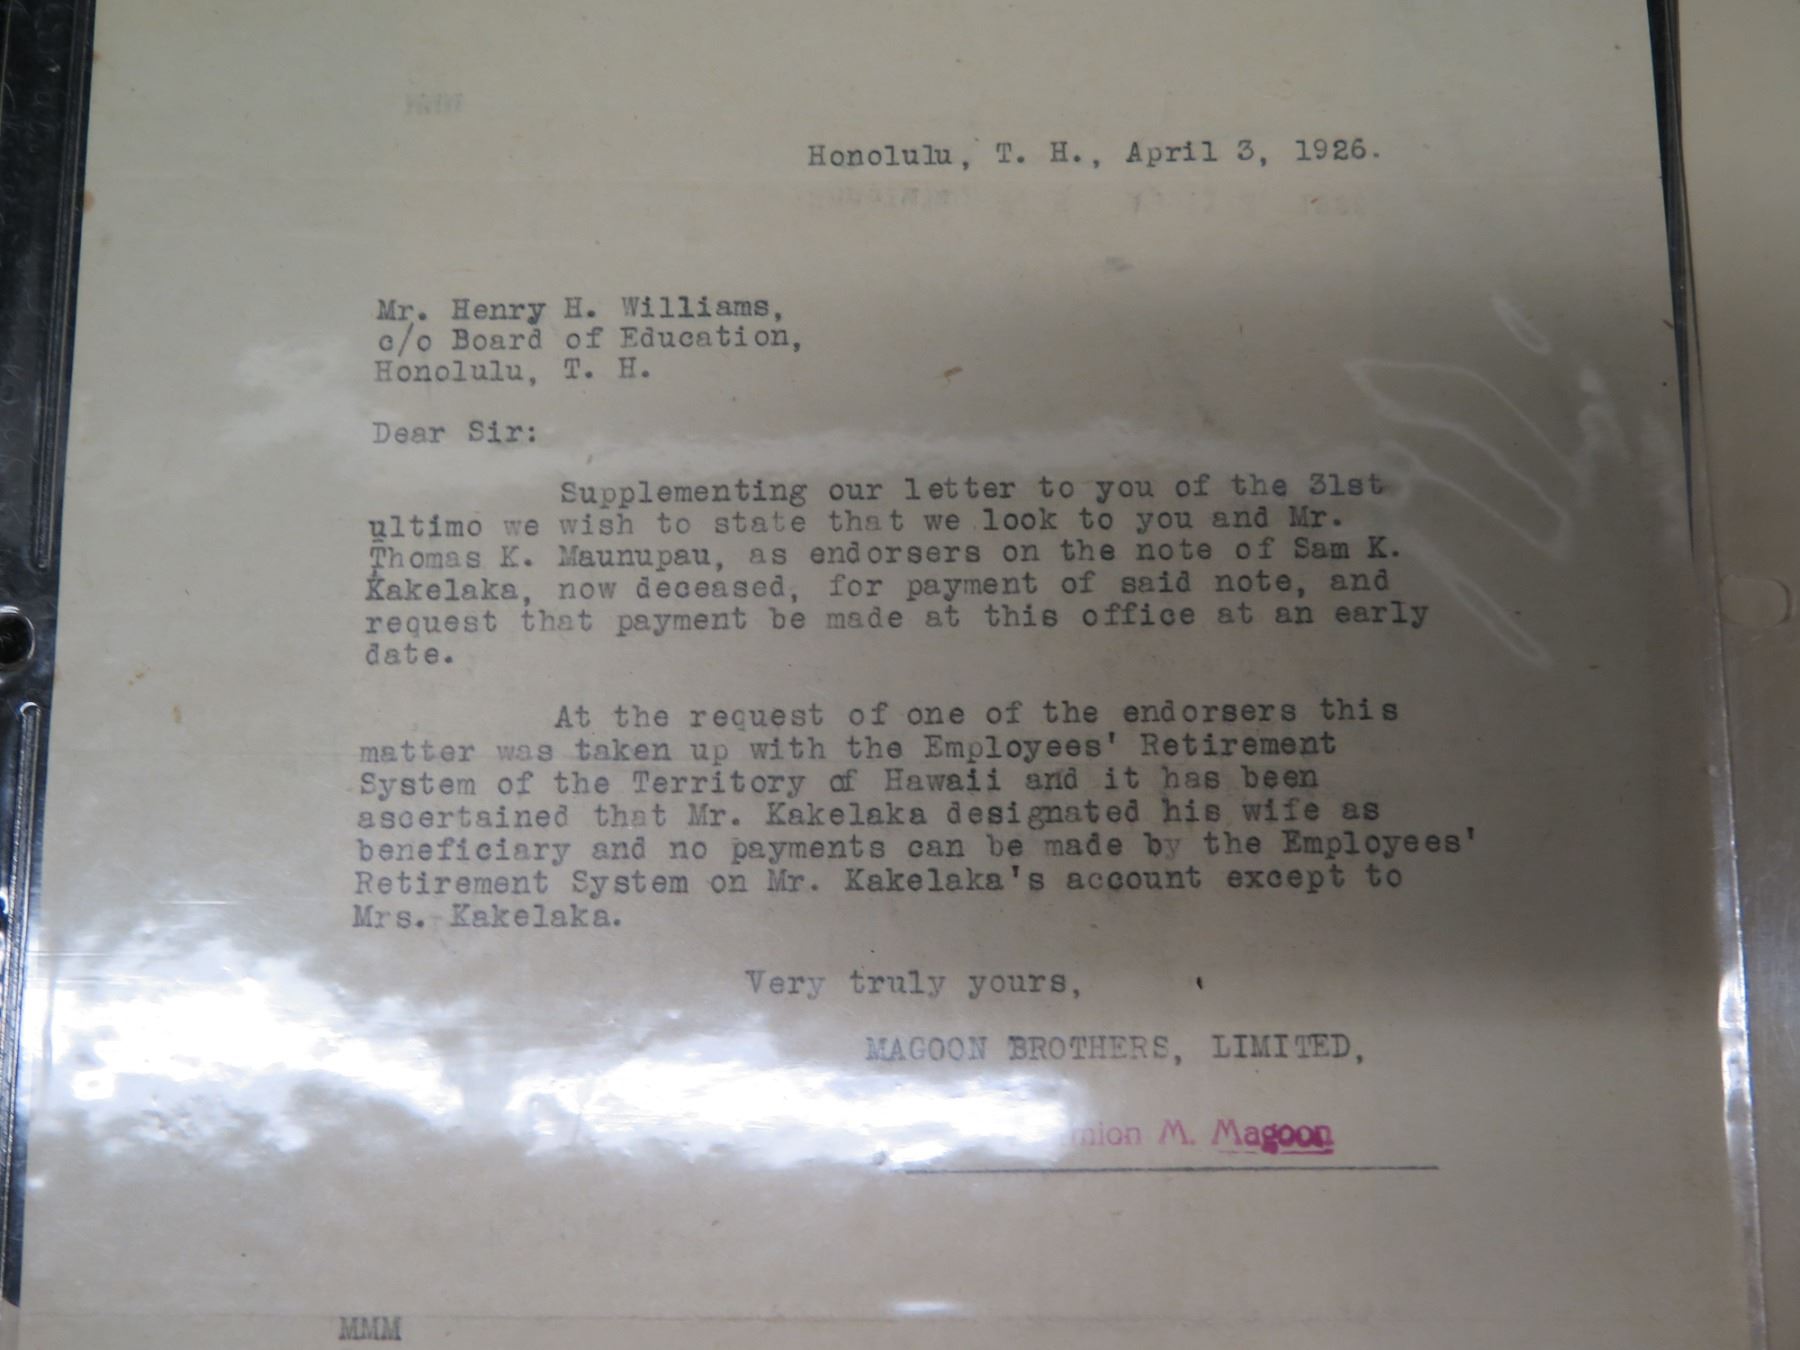 Honolulu, T. H., April 3, 1926.
Mr. Henry H. Williams,
c/o Board of Education,
Honolulu, T. H.
Dear Sir:
Supplementing our letter to you of the 31st
ultimo we wish to state that we look to you and Mr.
Thomas K. Maunupau, as endorsers on the note of Sam K.
Kakelaka, now deceased, for payment of said note, and
request that payment be made at this office at an early
date.
At the request of one of the endorsers this
matter was taken up with the Employees' Retirement
System of the Territory of Hawaii and it has been
ascertained that Mr. Kakelaka designated his wife as
beneficiary and no payments can be made by the Employees'
Retirement System on Mr. Kakelaka's account except to
Mrs. Kakelaka.
Very truly yours,
MAGOON BROTHERS, LIMITED,
M. Magoon
MMM